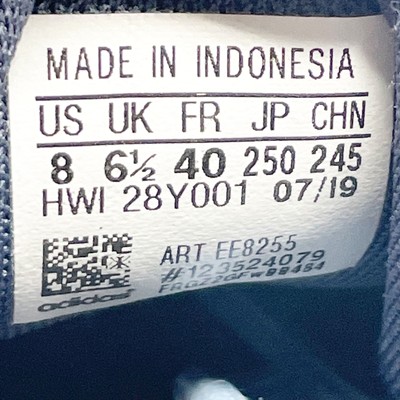 MADE IN INDONESIA
US UK FR JP CHN
8 6½ 40 250 245
HWI 28Y001 07/19
ART EE8255
#123524079
adidas